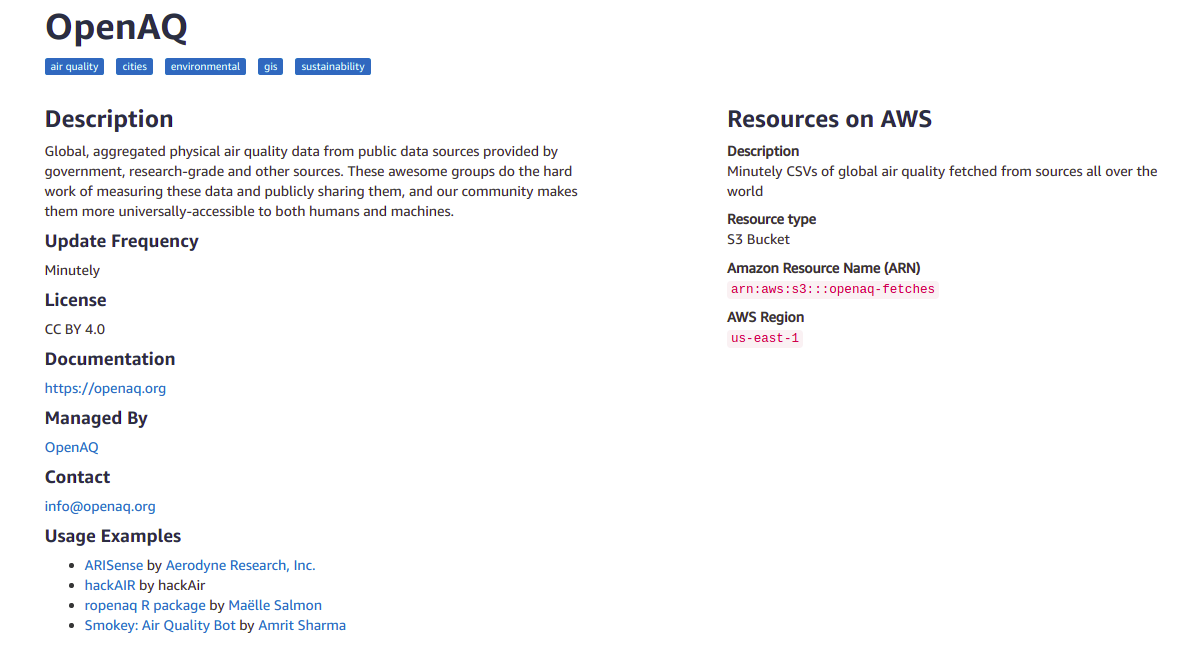 OpenAQ
air quality cities environmental gis sustainability
Description
Global, aggregated physical air quality data from public data sources provided by
government, research-grade and other sources. These awesome groups do the hard
work of measuring these data and publicly sharing them, and our community makes
them more universally-accessible to both humans and machines.
Update Frequency
Minutely
License
CC BY 4.0
Documentation
https://openaq.org
Managed By
OpenAQ
Contact
info@openaq.org
Usage Examples
ARISense by Aerodyne Research, Inc.
hackAIR by hackAir
ropenaq R package by Maëlle Salmon
Smokey: Air Quality Bot by Amrit Sharma
Resources on AWS
Description
Minutely CSVs of global air quality fetched from sources all over the
world
Resource type
S3 Bucket
Amazon Resource Name (ARN)
arn:aws:s3:::openaq-fetches
AWS Region
us-east-1